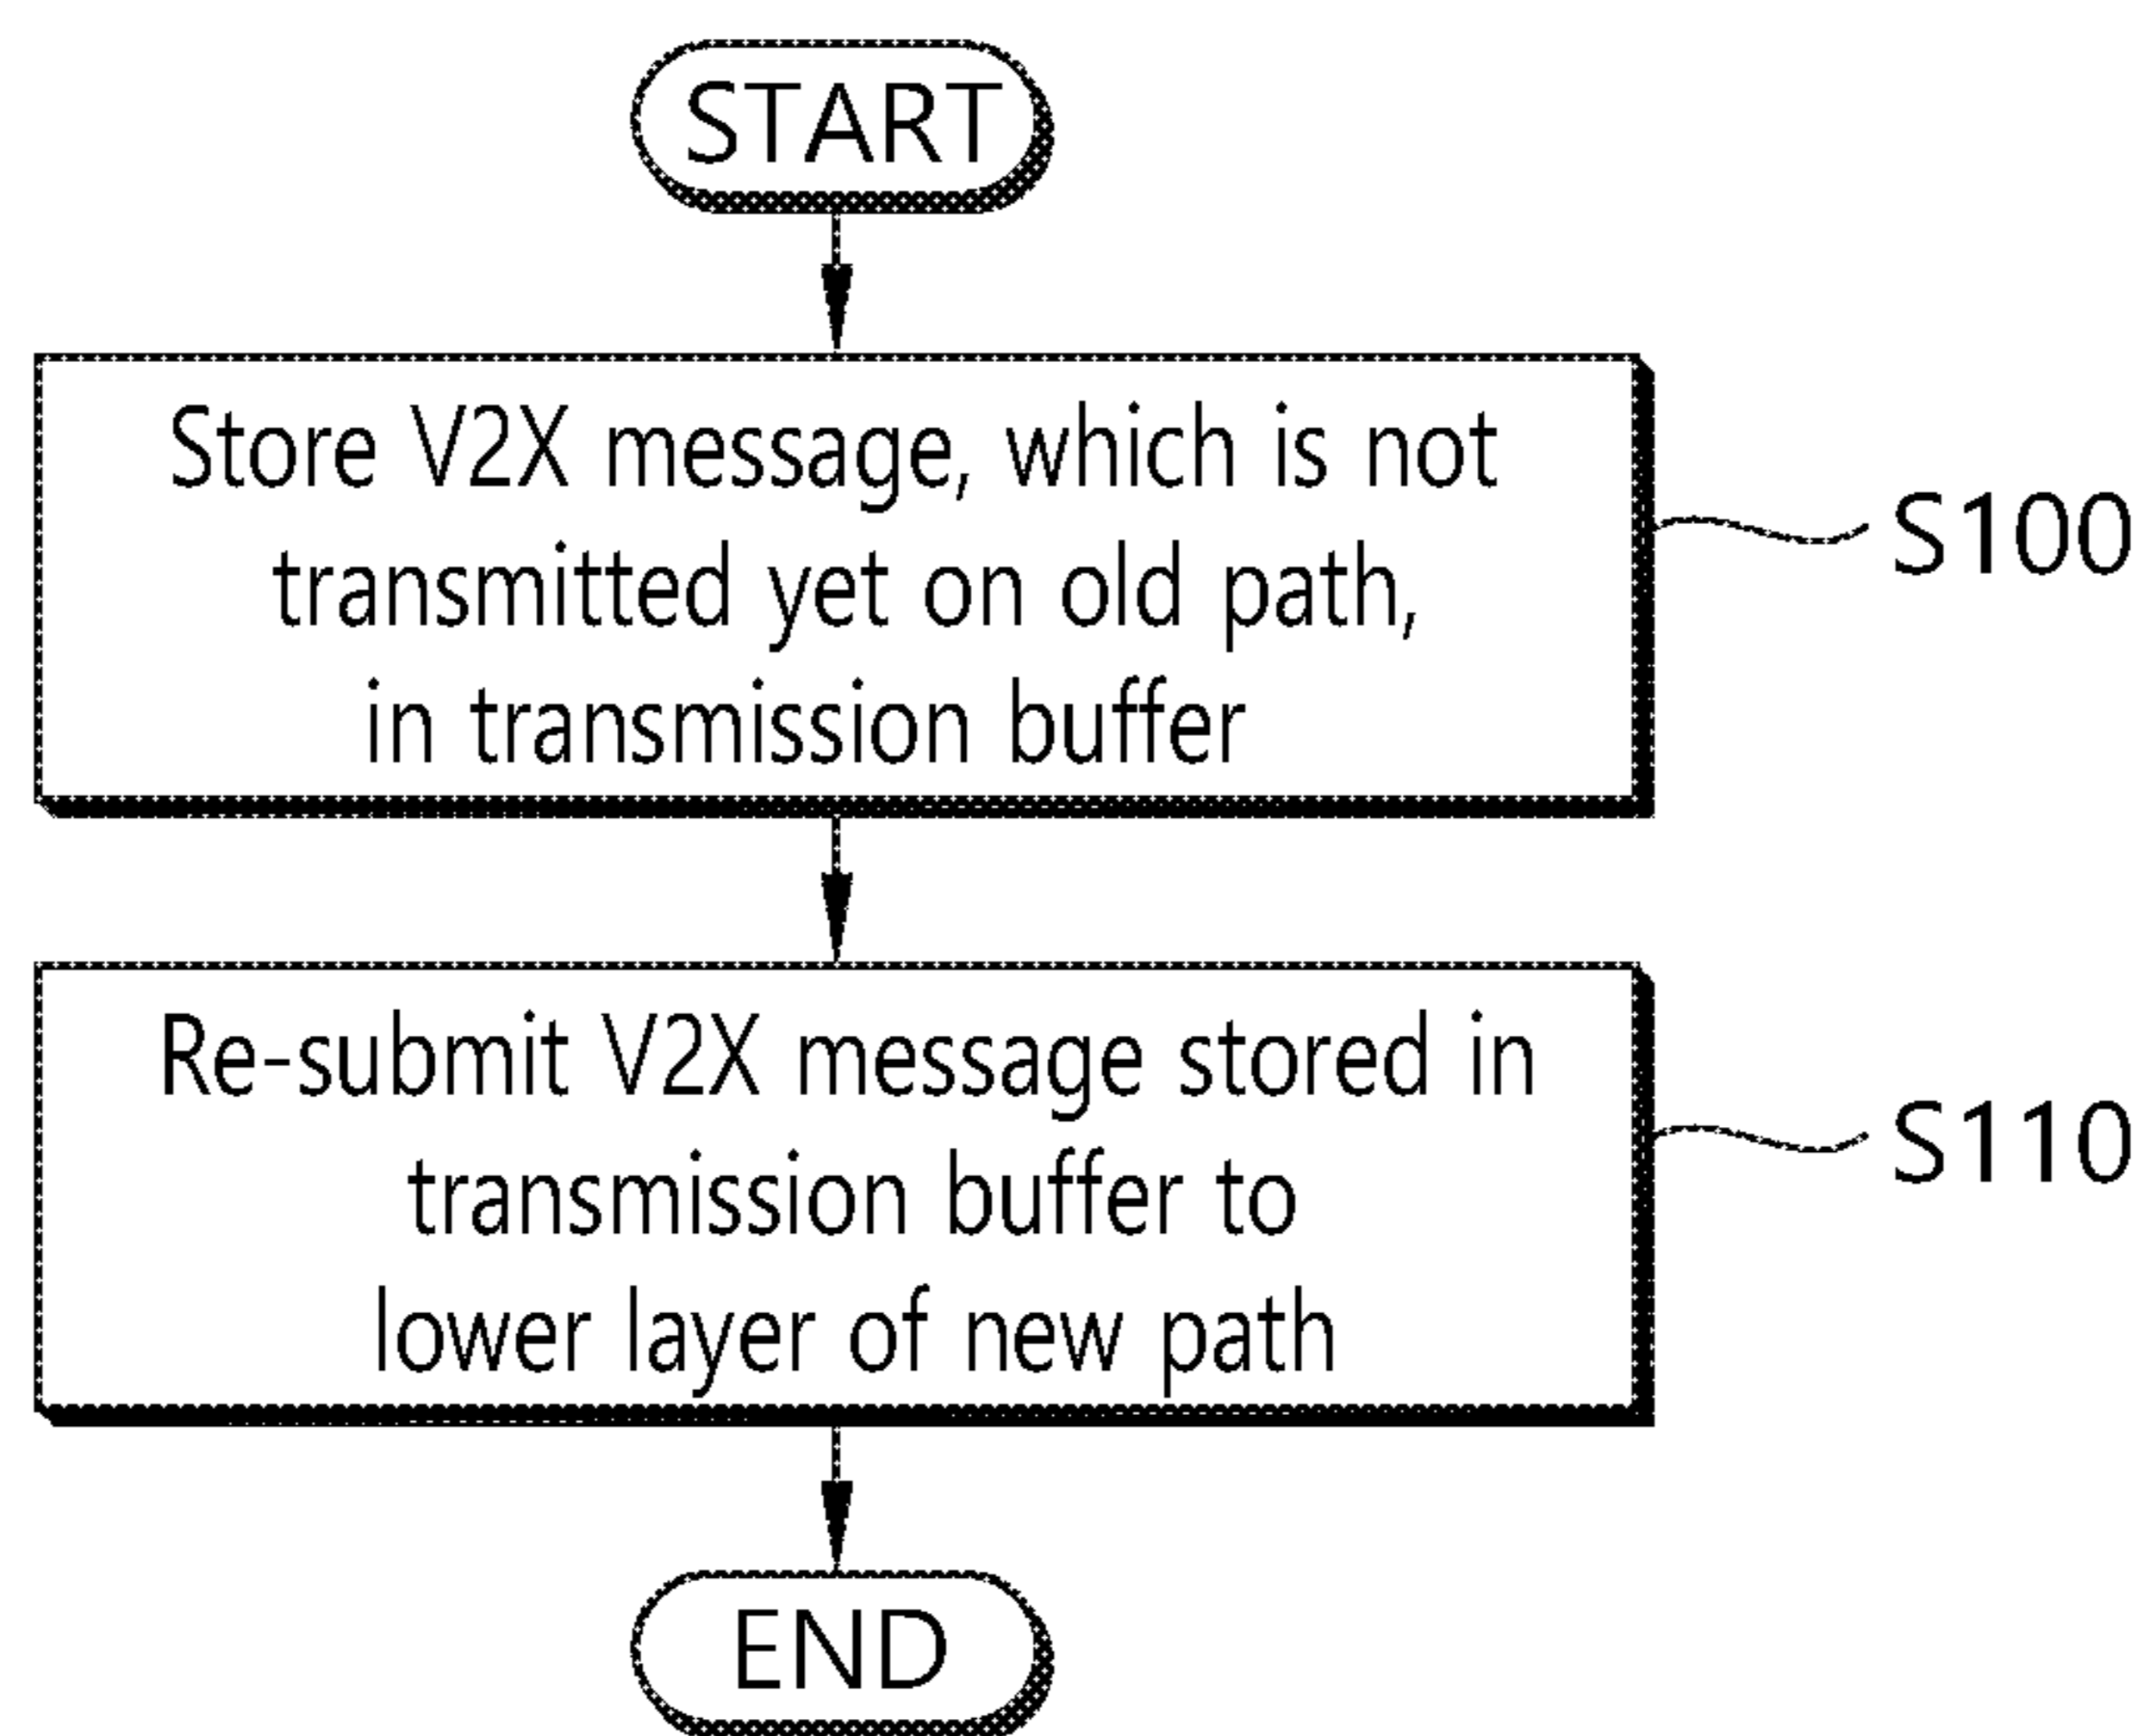 START
Store V2X message, which is not
transmitted yet on old path,
in transmission buffer
S100
Re-submit V2X message stored in
transmission buffer to
lower layer of new path
S110
END